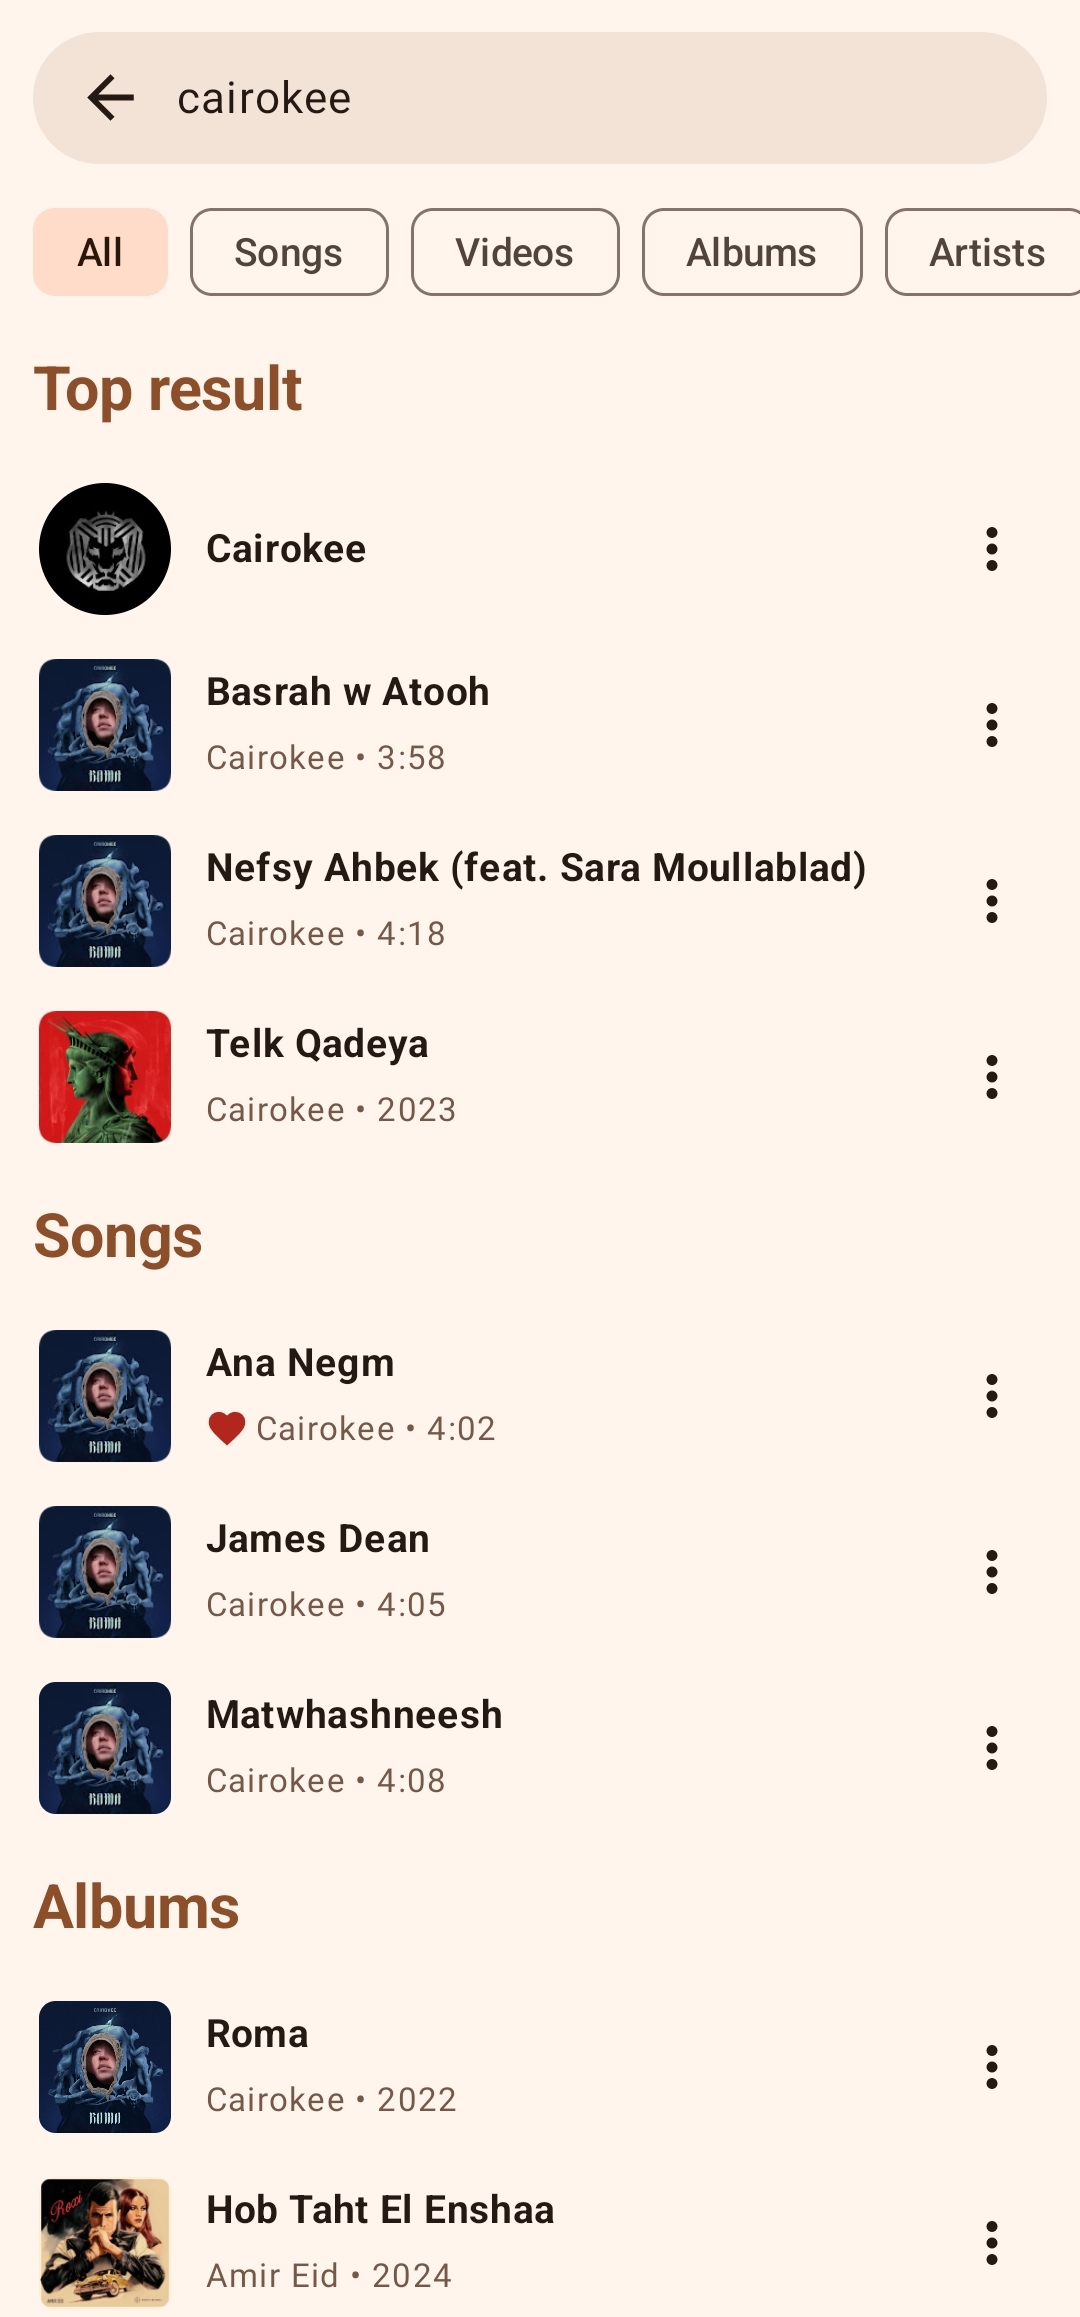 cairokee
All Songs Videos Albums Artists
Top result
Cairokee
Basrah w Atooh
Cairokee • 3:58
Nefsy Ahbek (feat. Sara Moullablad)
Cairokee • 4:18
Telk Qadeya
Cairokee • 2023
Songs
Ana Negm
Cairokee • 4:02
James Dean
Cairokee • 4:05
Matwhashneesh
Cairokee • 4:08
Albums
Roma
Cairokee • 2022
Roxi
Hob Taht El Enshaa
Amir Eid • 2024